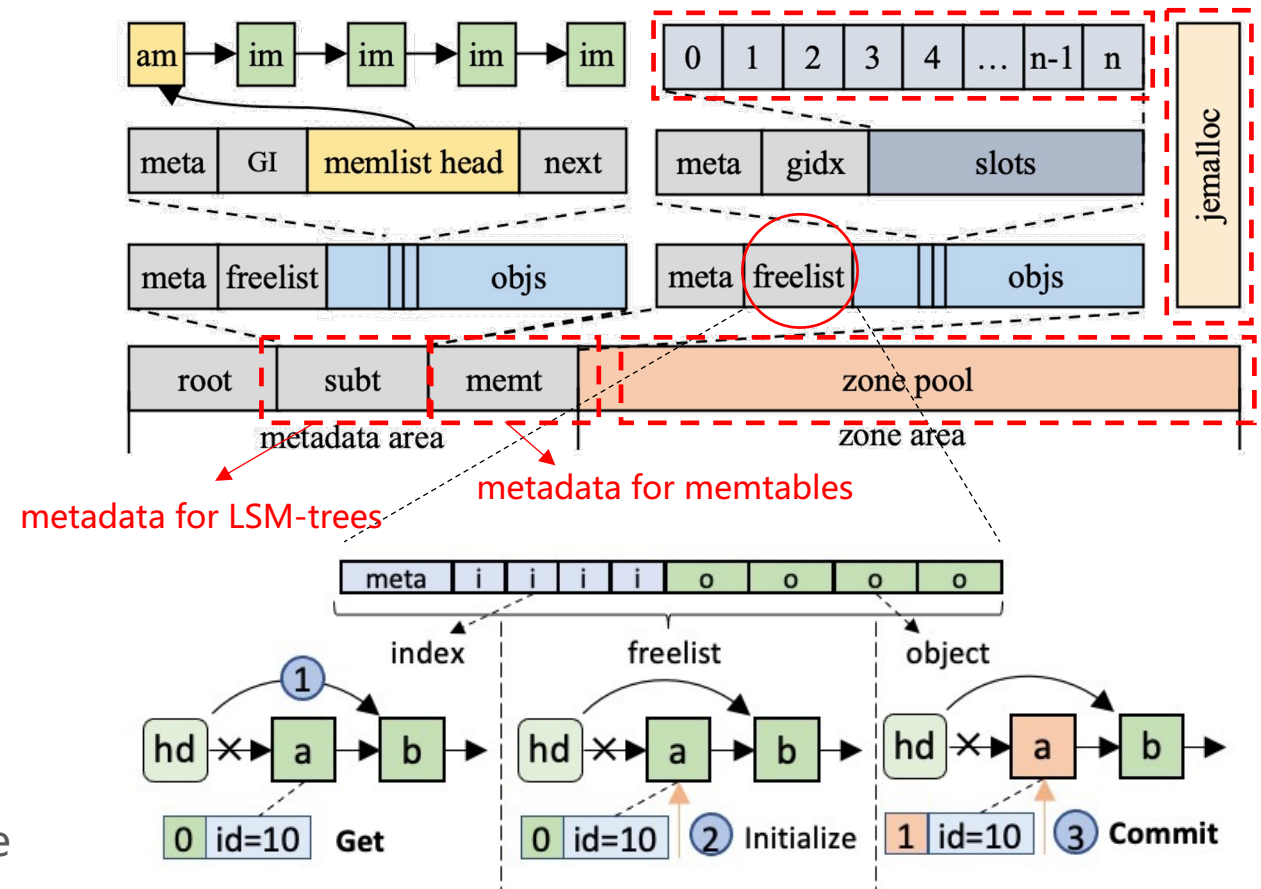 am im im im im
0 1 2 3 4 ... n-1 n
jemalloc
meta GI memlist head next
meta gidx slots
meta freelist objs
meta freelist objs
root subt memt zone pool
metadata area
zone area
metadata for LSM-trees
metadata for memtables
meta i i i i o o o o
index freelist object
1
hd a b
hd a b
hd a b
0 id=10 Get
0 id=10 2 Initialize
1 id=10 3 Commit
e